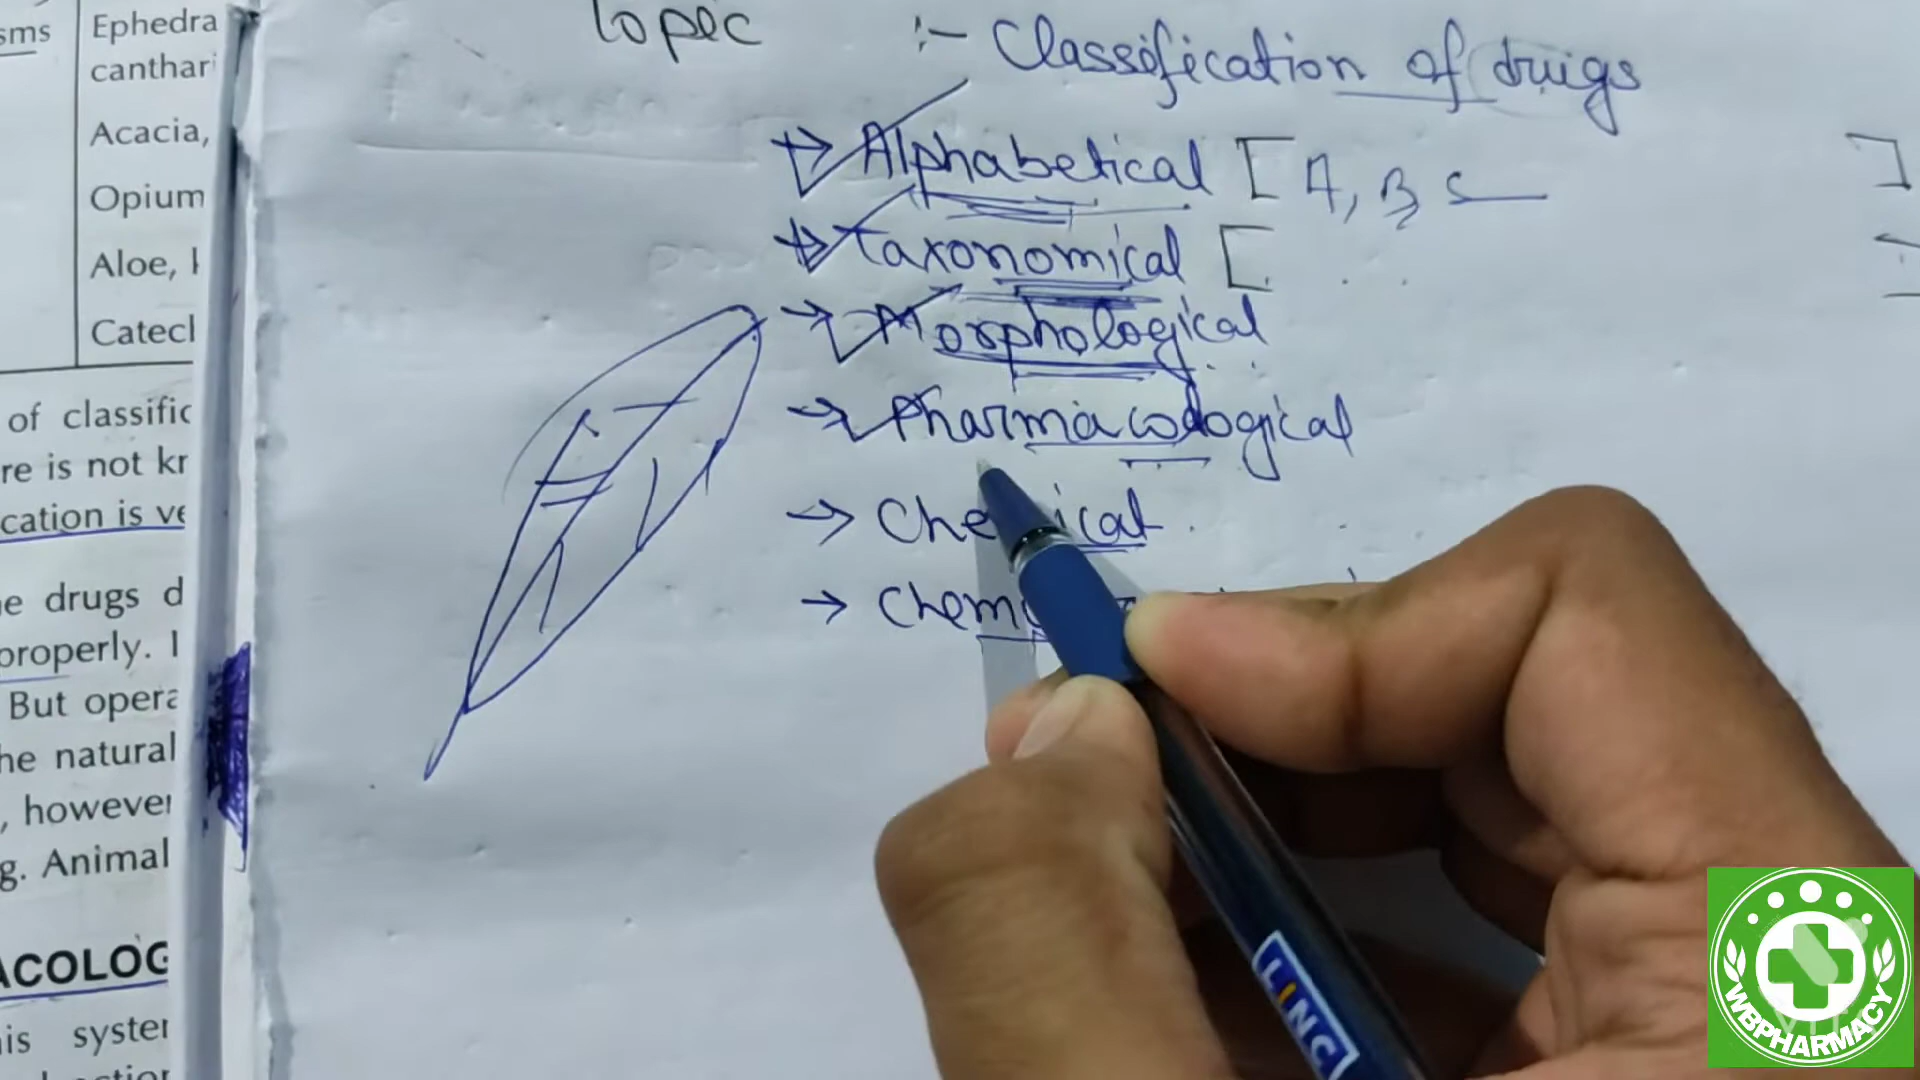 sms
Ephedra
canthari
Acacia,
Opium
Aloe,
Catecl
of classific
re is not kr
cation is ve
e drugs d
properly. I
But opera
he natural
, however
g. Animal
ACOLOG
is syster
Topic :- Classification of drugs
→ Alphabetical [ A, B ]
→ Taxonomical [
→ Morphological
→ Pharmacological
→ Chemical
→ Chem
LINC
WBPHARMACY